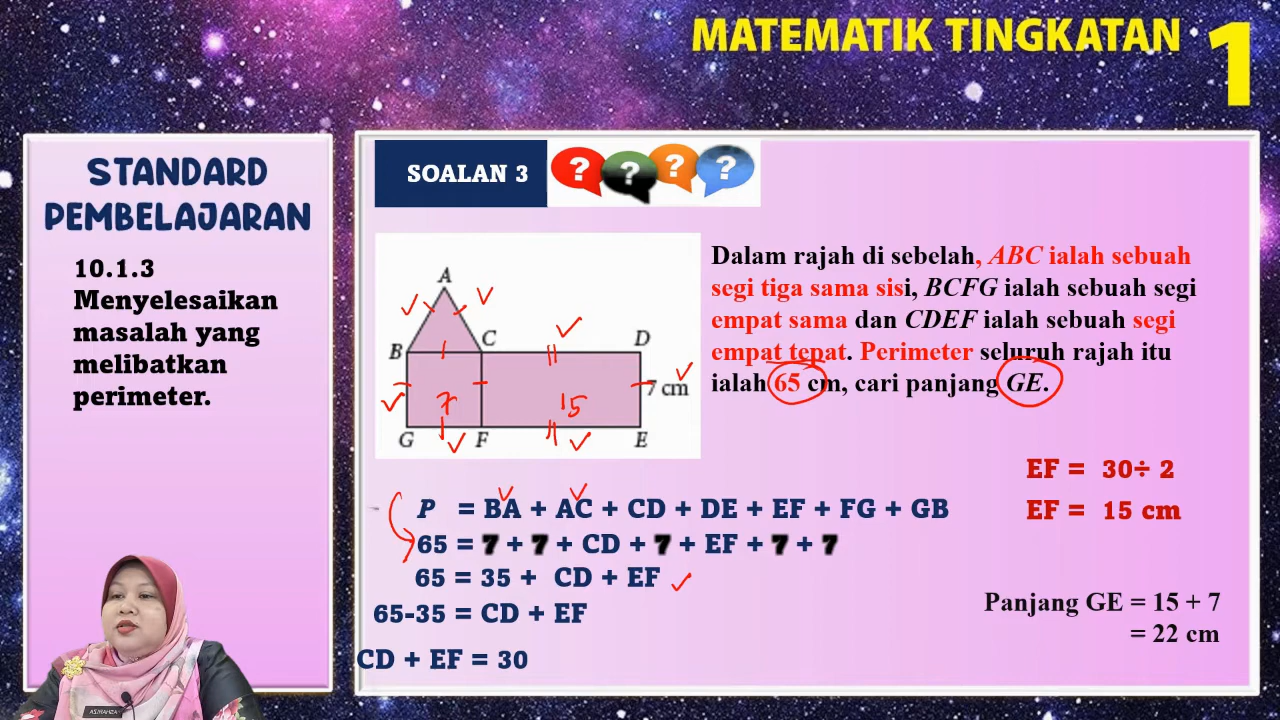 MATEMATIK TINGKATAN 1
STANDARD
PEMBELAJARAN
10.1.3
Menyelesaikan
masalah yang
melibatkan
perimeter.
SOALAN 3
? ? ? ?
Dalam rajah di sebelah, ABC ialah sebuah
segi tiga sama sisi, BCFG ialah sebuah segi
empat sama dan CDEF ialah sebuah segi
empat tepat. Perimeter seluruh rajah itu
ialah 65 cm, cari panjang GE.
A
B C D
7 cm
7 15
G F E
P = BA + AC + CD + DE + EF + FG + GB
65 = 7 + 7 + CD + 7 + EF + 7 + 7
65 = 35 + CD + EF
65-35 = CD + EF
CD + EF = 30
EF = 30÷ 2
EF = 15 cm
Panjang GE = 15 + 7
= 22 cm